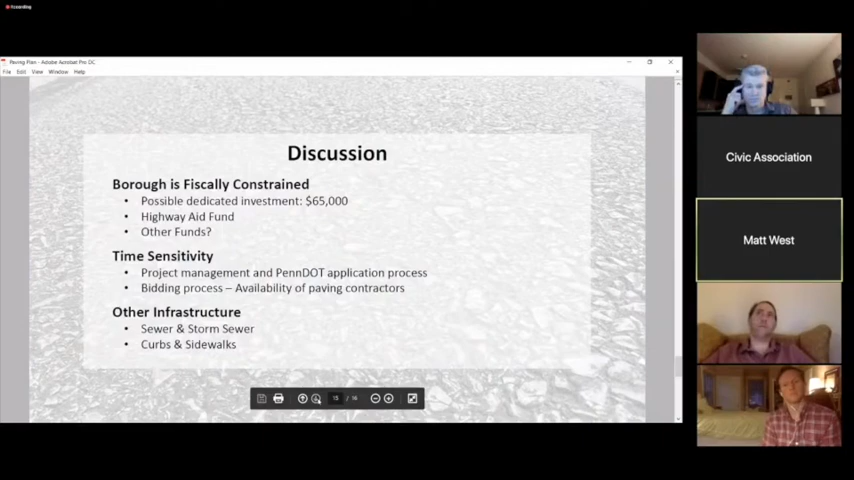 Recording
Paving Plan - Adobe Acrobat Pro DC
File Edit View Window Help
Discussion
Borough is Fiscally Constrained
• Possible dedicated investment: $65,000
• Highway Aid Fund
• Other Funds?
Time Sensitivity
• Project management and PennDOT application process
• Bidding process – Availability of paving contractors
Other Infrastructure
• Sewer & Storm Sewer
• Curbs & Sidewalks
15 / 16
Civic Association
Matt West